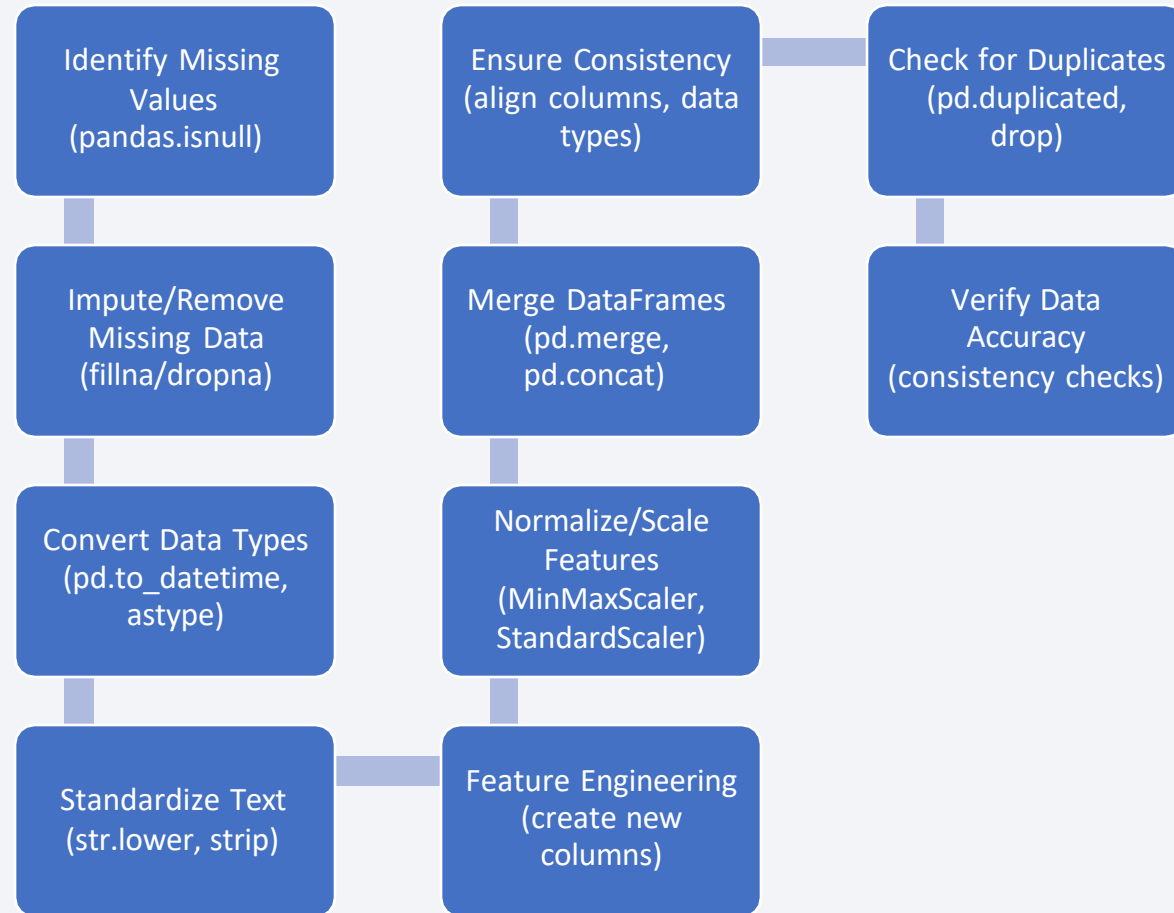 Identify Missing
Values
(pandas.isnull)
Impute/Remove
Missing Data
(fillna/dropna)
Convert Data Types
(pd.to_datetime,
astype)
Standardize Text
(str.lower, strip)
Feature Engineering
(create new
columns)
Normalize/Scale
Features
(MinMaxScaler,
StandardScaler)
Merge DataFrames
(pd.merge,
pd.concat)
Ensure Consistency
(align columns, data
types)
Check for Duplicates
(pd.duplicated,
drop)
Verify Data
Accuracy
(consistency checks)